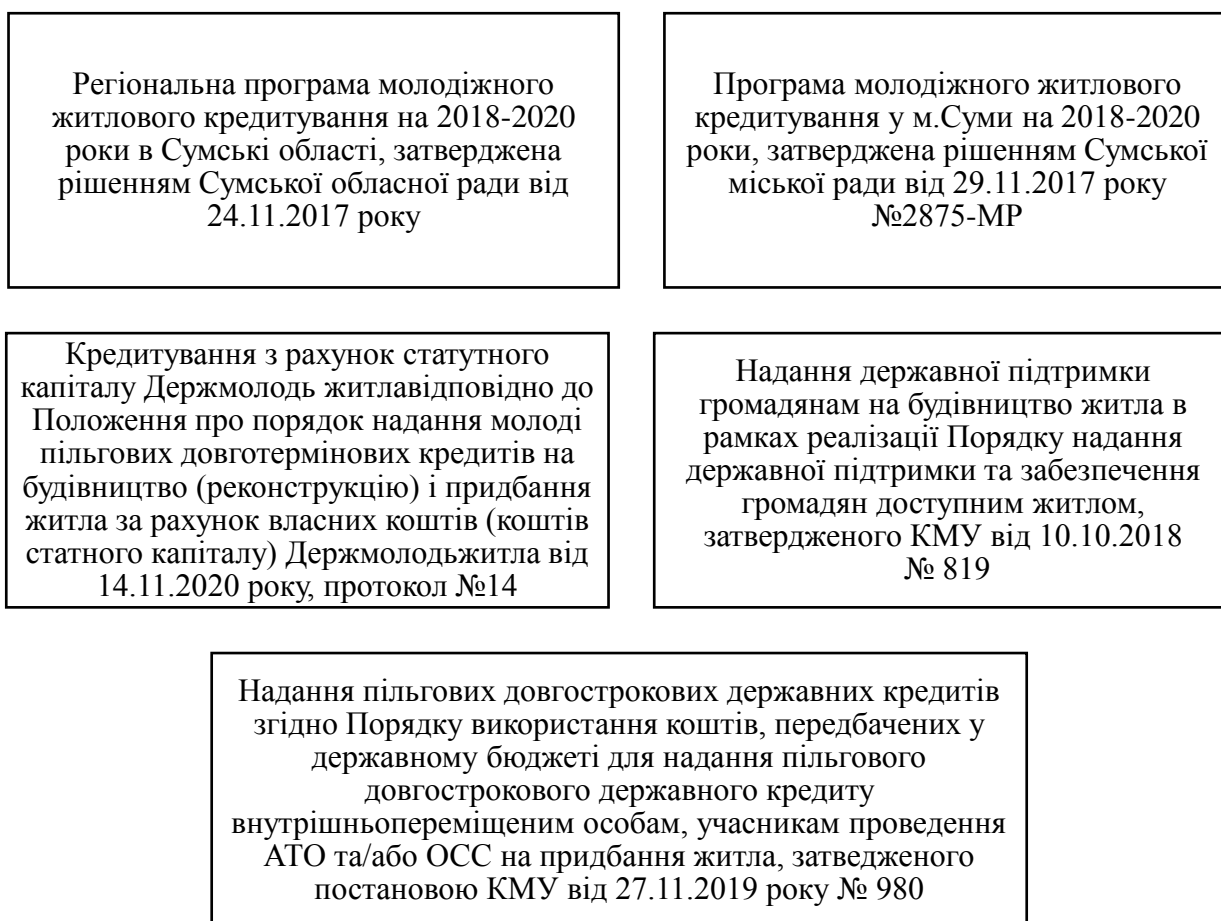 Регіональна програма молодіжного
житлового кредитування на 2018-2020
роки в Сумські області, затверджена
рішенням Сумської обласної ради від
24.11.2017 року
Програма молодіжного житлового
кредитування у м.Суми на 2018-2020
роки, затверджена рішенням Сумської
міської ради від 29.11.2017 року
№2875-МР
Кредитування з рахунок статутного
капіталу Держмолодь житлавідповідно до
Положення про порядок надання молоді
пільгових довготермінових кредитів на
будівництво (реконструкцію) і придбання
житла за рахунок власних коштів (коштів
статного капіталу) Держмолодьжитла від
14.11.2020 року, протокол №14
Надання державної підтримки
громадянам на будівництво житла в
рамках реалізації Порядку надання
державної підтримки та забезпечення
громадян доступним житлом,
затвердженого КМУ від 10.10.2018
№ 819
Надання пільгових довгострокових державних кредитів
згідно Порядку використання коштів, передбачених у
державному бюджеті для надання пільгового
довгострокового державного кредиту
внутрішньопереміщеним особам, учасникам проведення
АТО та/або ОСС на придбання житла, затведженого
постановою КМУ від 27.11.2019 року № 980